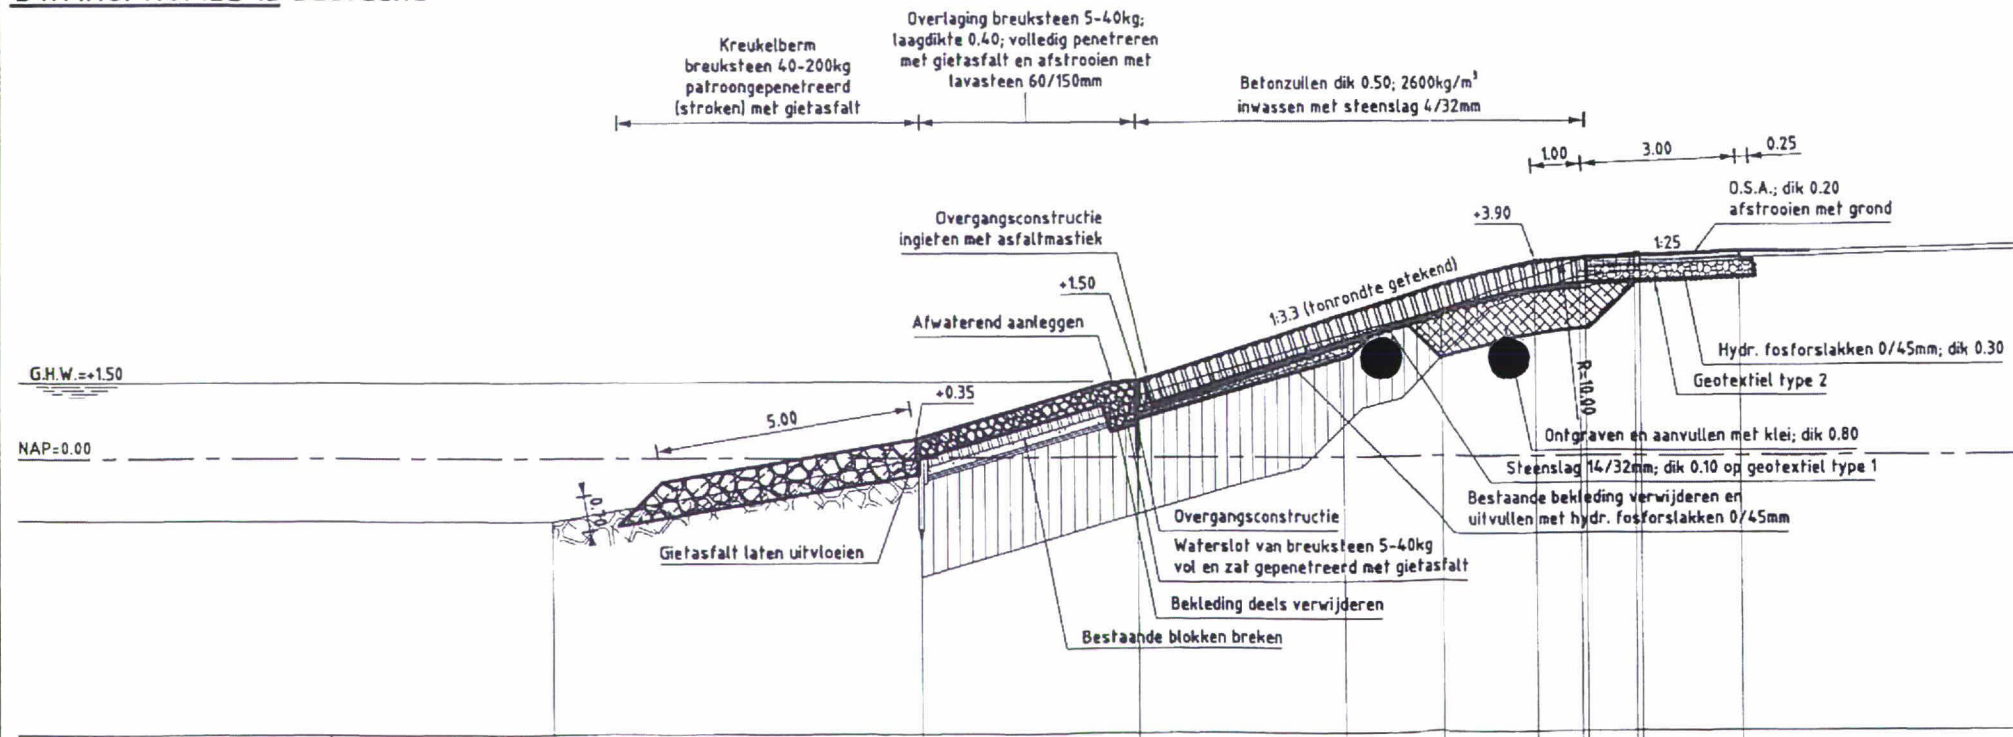 Kreukelberm
breuksteen 40-200kg
patroongepenetreerd
(stroken) met gietasfalt
Overlaging breuksteen 5-40kg;
laagdikte 0.40; volledig penetreren
met gietasfalt en afstrooien met
lavasteen 60/150mm
Betonzuilen dik 0.50; 2600kg/m³
inwassen met steenslag 4/32mm
1.00
3.00
0.25
O.S.A.; dik 0.20
afstrooien met grond
+3.90
1:25
Overgangsconstructie
ingieten met asfaltmastiek
+1.50
1:3.3 (tonrondte getekend)
Afwaterend aanleggen
Hydr. fosforslakken 0/45mm; dik 0.30
G.H.W.=+1.50
Geotextiel type 2
+0.35
R=10.00
5.00
Ontgraven en aanvullen met klei; dik 0.80
NAP=0.00
Steenslag 14/32mm; dik 0.10 op geotextiel type 1
Bestaande bekleding verwijderen en
uitvullen met hydr. fosforslakken 0/45mm
Overgangsconstructie
Gietasfalt laten uitvloeien
Waterslot van breuksteen 5-40kg
vol en zat gepenetreerd met gietasfalt
Bekleding deels verwijderen
Bestaande blokken breken